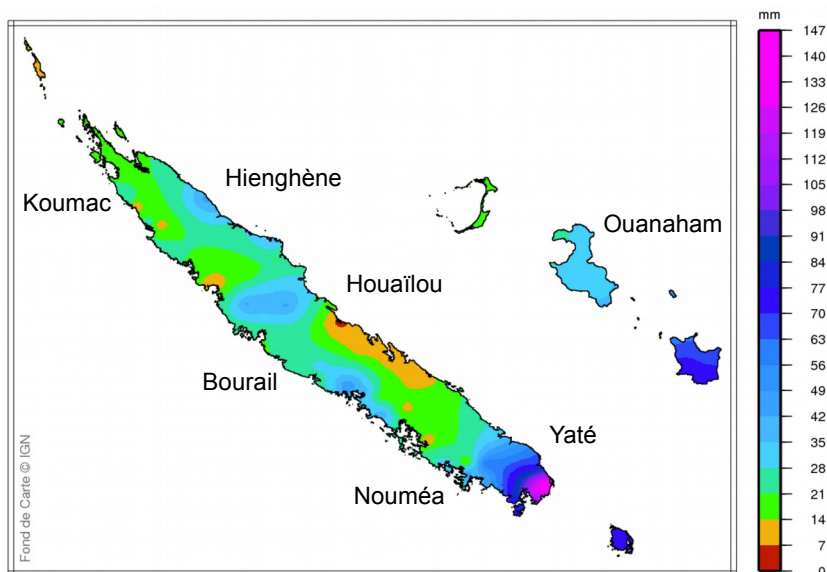 mm
147
140
133
126
119
112
105
98
91
84
77
70
63
56
49
42
35
28
21
14
7
0
Hienghène
Koumac
Ouanaham
Houaïlou
Bourail
Yaté
Nouméa
Fond de Carte © IGN